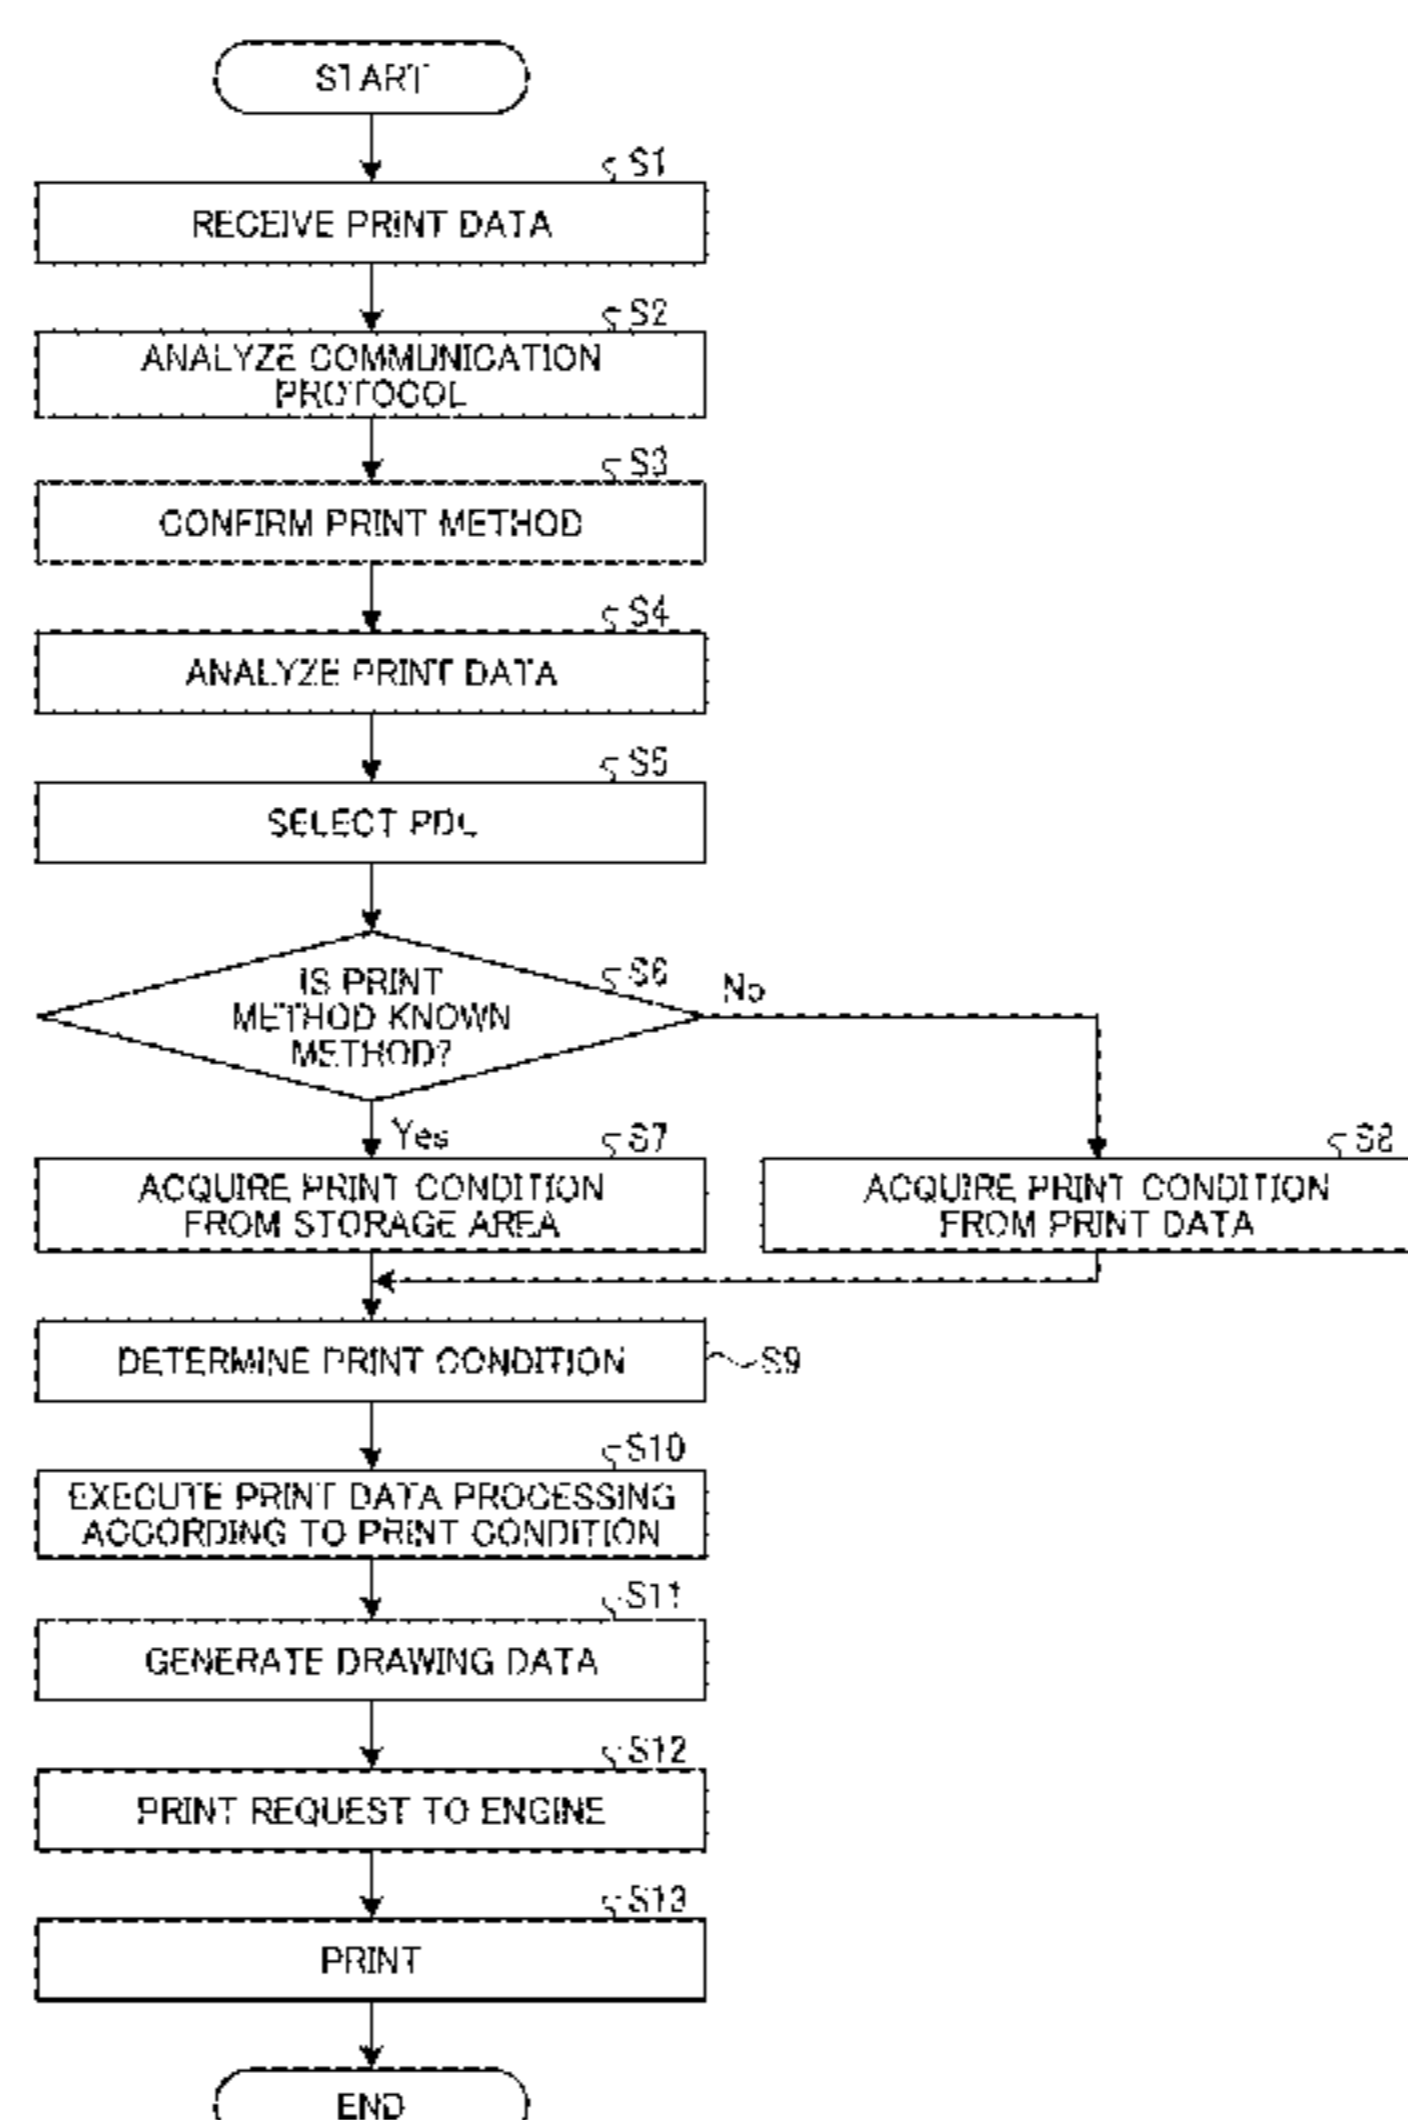 START
S1
RECEIVE PRINT DATA
S2
ANALYZE COMMUNICATION
PROTOCOL
S3
CONFIRM PRINT METHOD
S4
ANALYZE PRINT DATA
S5
SELECT PDL
S6
IS PRINT
METHOD KNOWN
METHOD?
No
Yes
S7
ACQUIRE PRINT CONDITION
FROM STORAGE AREA
S8
ACQUIRE PRINT CONDITION
FROM PRINT DATA
DETERMINE PRINT CONDITION
S9
S10
EXECUTE PRINT DATA PROCESSING
ACCORDING TO PRINT CONDITION
S11
GENERATE DRAWING DATA
S12
PRINT REQUEST TO ENGINE
S13
PRINT
END